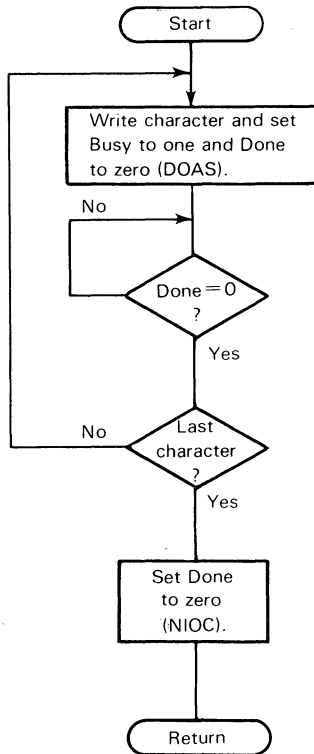 Start
Write character and set
Busy to one and Done
to zero (DOAS).
No
Done=0
?
Yes
No
Last
character
?
Yes
Set Done
to zero
(NIOC).
Return